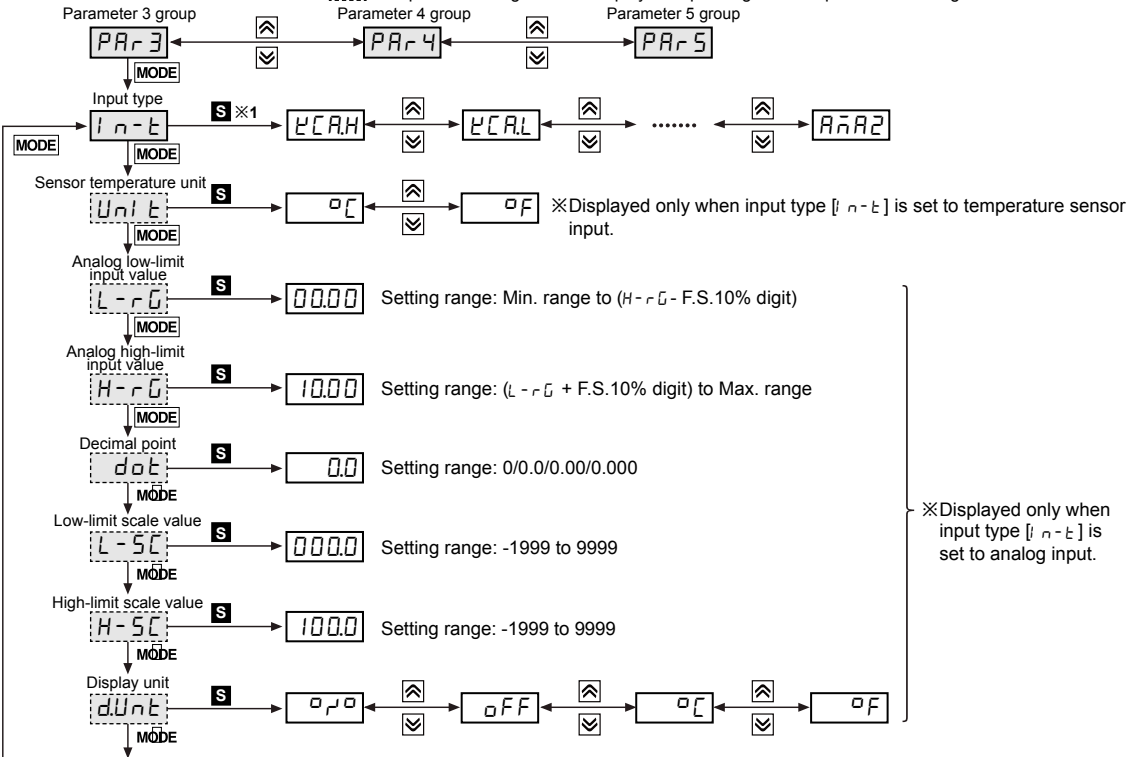 Parameter 3 group Parameter 4 group Parameter 5 group
PAr3 PAr4 PAr5
MODE
Input type
In-t S ※1 KCA.H KCA.L ....... AMA2
MODE MODE
Sensor temperature unit
UnIt S °C °F ※Displayed only when input type [In-t] is set to temperature sensor
input.
MODE
Analog low-limit
input value
L-rG S 00.00 Setting range: Min. range to (H-rG- F.S.10% digit)
MODE
Analog high-limit
input value
H-rG S 10.00 Setting range: (L-rG + F.S.10% digit) to Max. range
MODE
Decimal point
dot S 0.0 Setting range: 0/0.0/0.00/0.000
MODE
Low-limit scale value
L-SC S 000.0 Setting range: -1999 to 9999
MODE
High-limit scale value
H-SC S 100.0 Setting range: -1999 to 9999
MODE
※Displayed only when
input type [In-t] is
set to analog input.
Display unit
d.Unt S o/o oFF °C °F
MODE